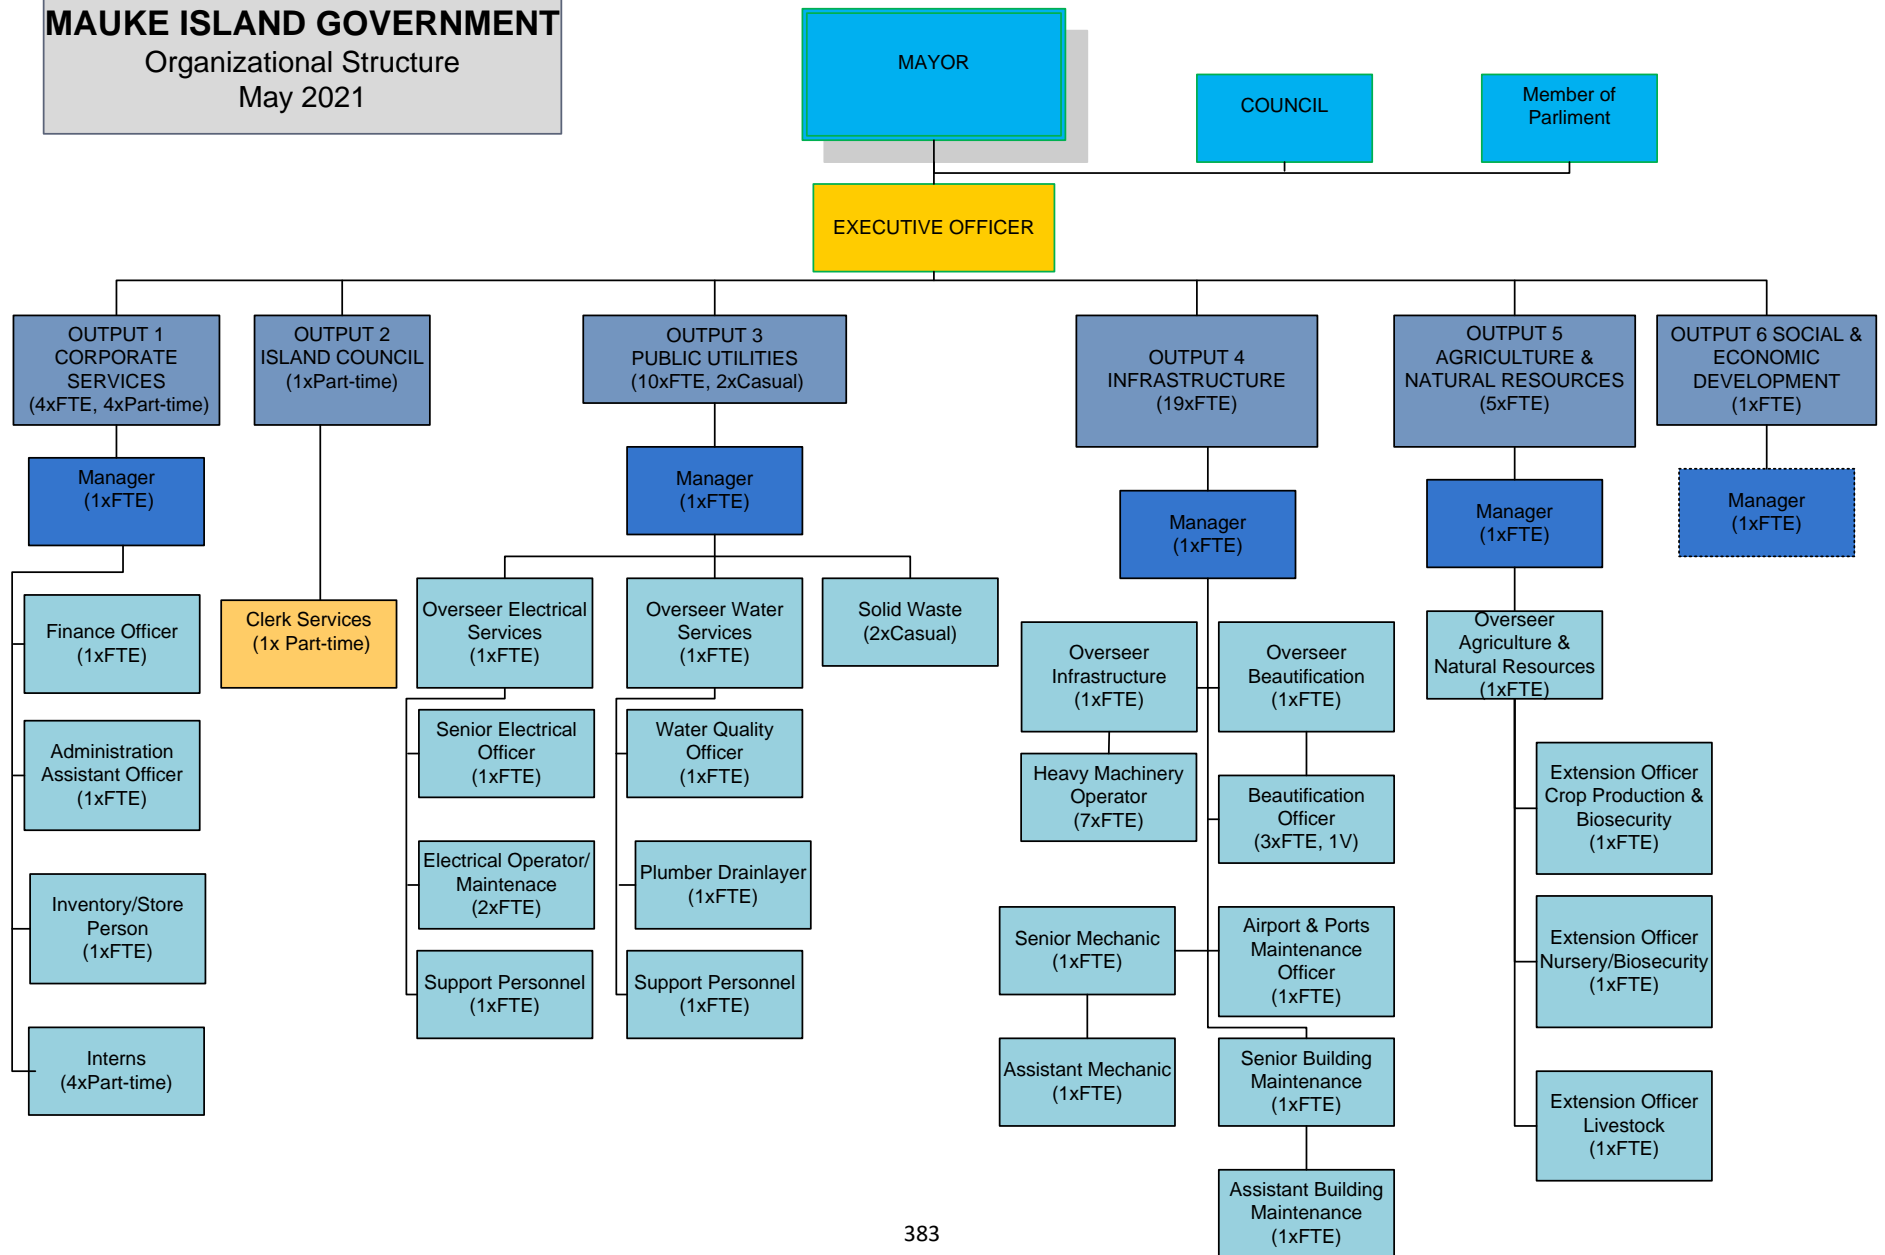 MAUKE ISLAND GOVERNMENT
Organizational Structure
May 2021
MAYOR
COUNCIL
Member of
Parliment
EXECUTIVE OFFICER
OUTPUT 1
CORPORATE
SERVICES
(4xFTE, 4xPart-time)
OUTPUT 2
ISLAND COUNCIL
(1xPart-time)
OUTPUT 3
PUBLIC UTILITIES
(10xFTE, 2xCasual)
OUTPUT 4
INFRASTRUCTURE
(19xFTE)
OUTPUT 5
AGRICULTURE &
NATURAL RESOURCES
(5xFTE)
OUTPUT 6 SOCIAL &
ECONOMIC
DEVELOPMENT
(1xFTE)
Manager
(1xFTE)
Manager
(1xFTE)
Manager
(1xFTE)
Manager
(1xFTE)
Manager
(1xFTE)
Finance Officer
(1xFTE)
Administration
Assistant Officer
(1xFTE)
Inventory/Store
Person
(1xFTE)
Interns
(4xPart-time)
Clerk Services
(1x Part-time)
Overseer Electrical
Services
(1xFTE)
Senior Electrical
Officer
(1xFTE)
Electrical Operator/
Maintenace
(2xFTE)
Support Personnel
(1xFTE)
Overseer Water
Services
(1xFTE)
Water Quality
Officer
(1xFTE)
Plumber Drainlayer
(1xFTE)
Support Personnel
(1xFTE)
Solid Waste
(2xCasual)
Overseer
Infrastructure
(1xFTE)
Heavy Machinery
Operator
(7xFTE)
Overseer
Beautification
(1xFTE)
Beautification
Officer
(3xFTE, 1V)
Senior Mechanic
(1xFTE)
Assistant Mechanic
(1xFTE)
Airport & Ports
Maintenance
Officer
(1xFTE)
Senior Building
Maintenance
(1xFTE)
Assistant Building
Maintenance
(1xFTE)
Overseer
Agriculture &
Natural Resources
(1xFTE)
Extension Officer
Crop Production &
Biosecurity
(1xFTE)
Extension Officer
Nursery/Biosecurity
(1xFTE)
Extension Officer
Livestock
(1xFTE)
383